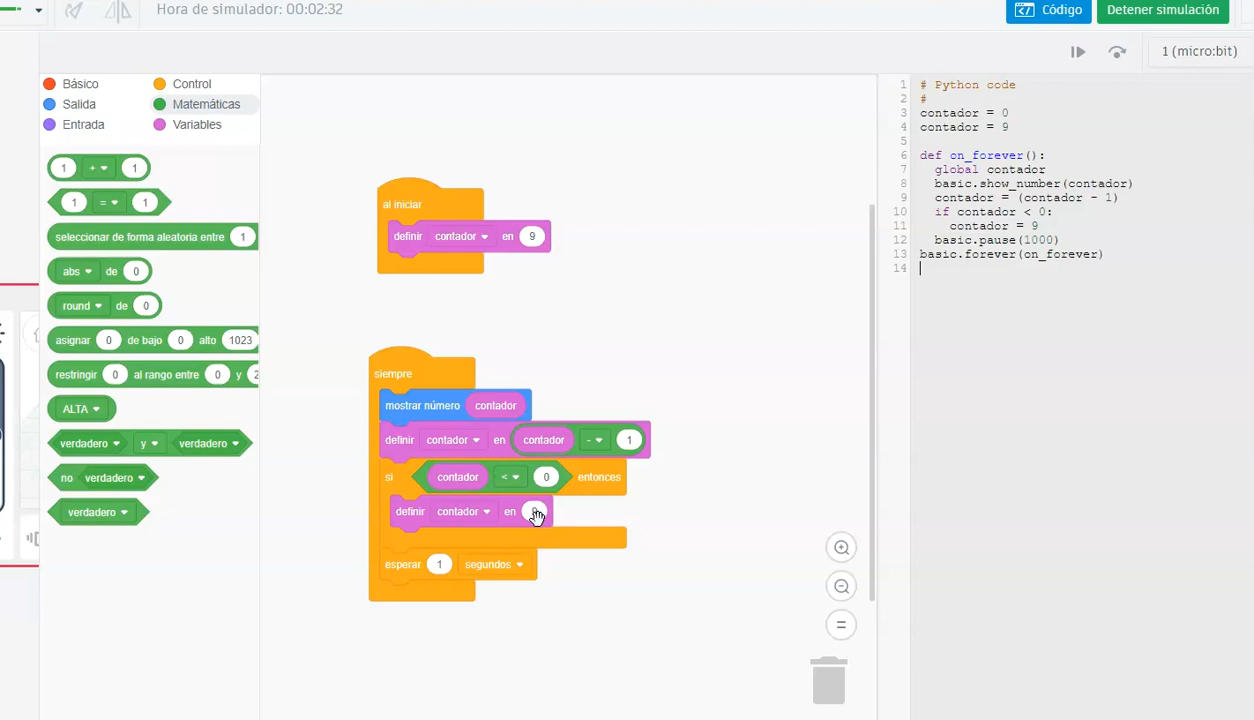 Hora de simulador: 00:02:32
Código
Detener simulación
1 (micro:bit)
Básico
Control
Salida
Matemáticas
Entrada
Variables
1 + 1
1 = 1
seleccionar de forma aleatoria entre 1
abs de 0
round de 0
asignar 0 de bajo 0 alto 1023
restringir 0 al rango entre 0 y 2
ALTA
verdadero y verdadero
no verdadero
verdadero
al iniciar
definir contador en 9
siempre
mostrar número contador
definir contador en contador - 1
si contador < 0 entonces
definir contador en
esperar 1 segundos
1 # Python code
2 #
3 contador = 0
4 contador = 9
5
6 def on_forever():
7 global contador
8 basic.show_number(contador)
9 contador = (contador - 1)
10 if contador < 0:
11 contador = 9
12 basic.pause(1000)
13 basic.forever(on_forever)
14